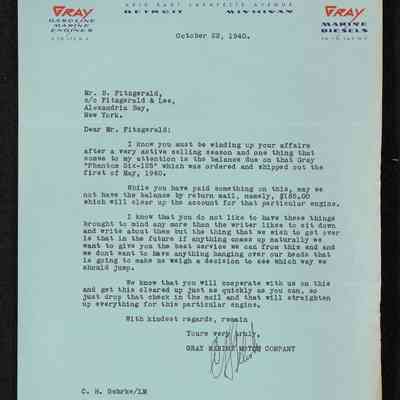 GRAY
GASOLINE
MARINE
ENGINES
LAFAYETTE AVENUE
DETROIT MICHIGAN
GRAY
MARINE
DIESELS
October 22, 1940.
Mr. S. Fitzgerald,
c/o Fitzgerald & Lee,
Alexandria Bay,
New York.
Dear Mr. Fitzgerald:
I know you must be winding up your affairs
after a very active selling season and one thing that
comes to my attention is the balance due on that Gray
"Phantom Six-125" which was ordered and shipped out the
first of May, 1940.
While you have paid something on this, may we
not have the balance by return mail, namely, $185.00
which will clear up the account for that particular engine.
I know that you do not like to have these things
brought to mind any more than the writer likes to sit down
and write about them but the thing that we wish to get over
is that in the future if anything comes up naturally we
want to give you the best service we can from this end and
we dont want to have anything hanging over our heads that
is going to make us weigh a decision to see which way we
should jump.
We know that you will cooperate with us on this
and get this cleared up just as quickly as you can, so
just drop that check in the mail and that will straighten
up everything for this particular engine.
With kindest regards, remain
Yours very truly,
GRAY MARINE MOTOR COMPANY
C. H. Gehrke/LM